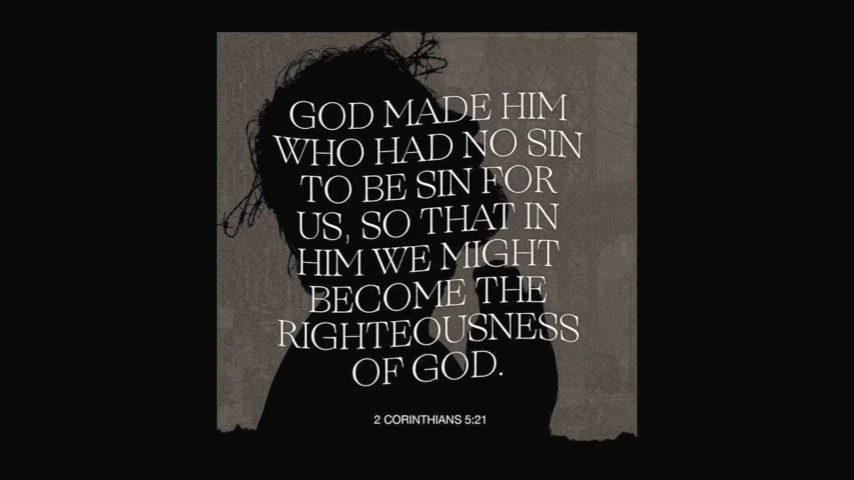 GOD MADE HIM
WHO HAD NO SIN
TO BE SIN FOR
US, SO THAT IN
HIM WE MIGHT
BECOME THE
RIGHTEOUSNESS
OF GOD.
2 CORINTHIANS 5:21